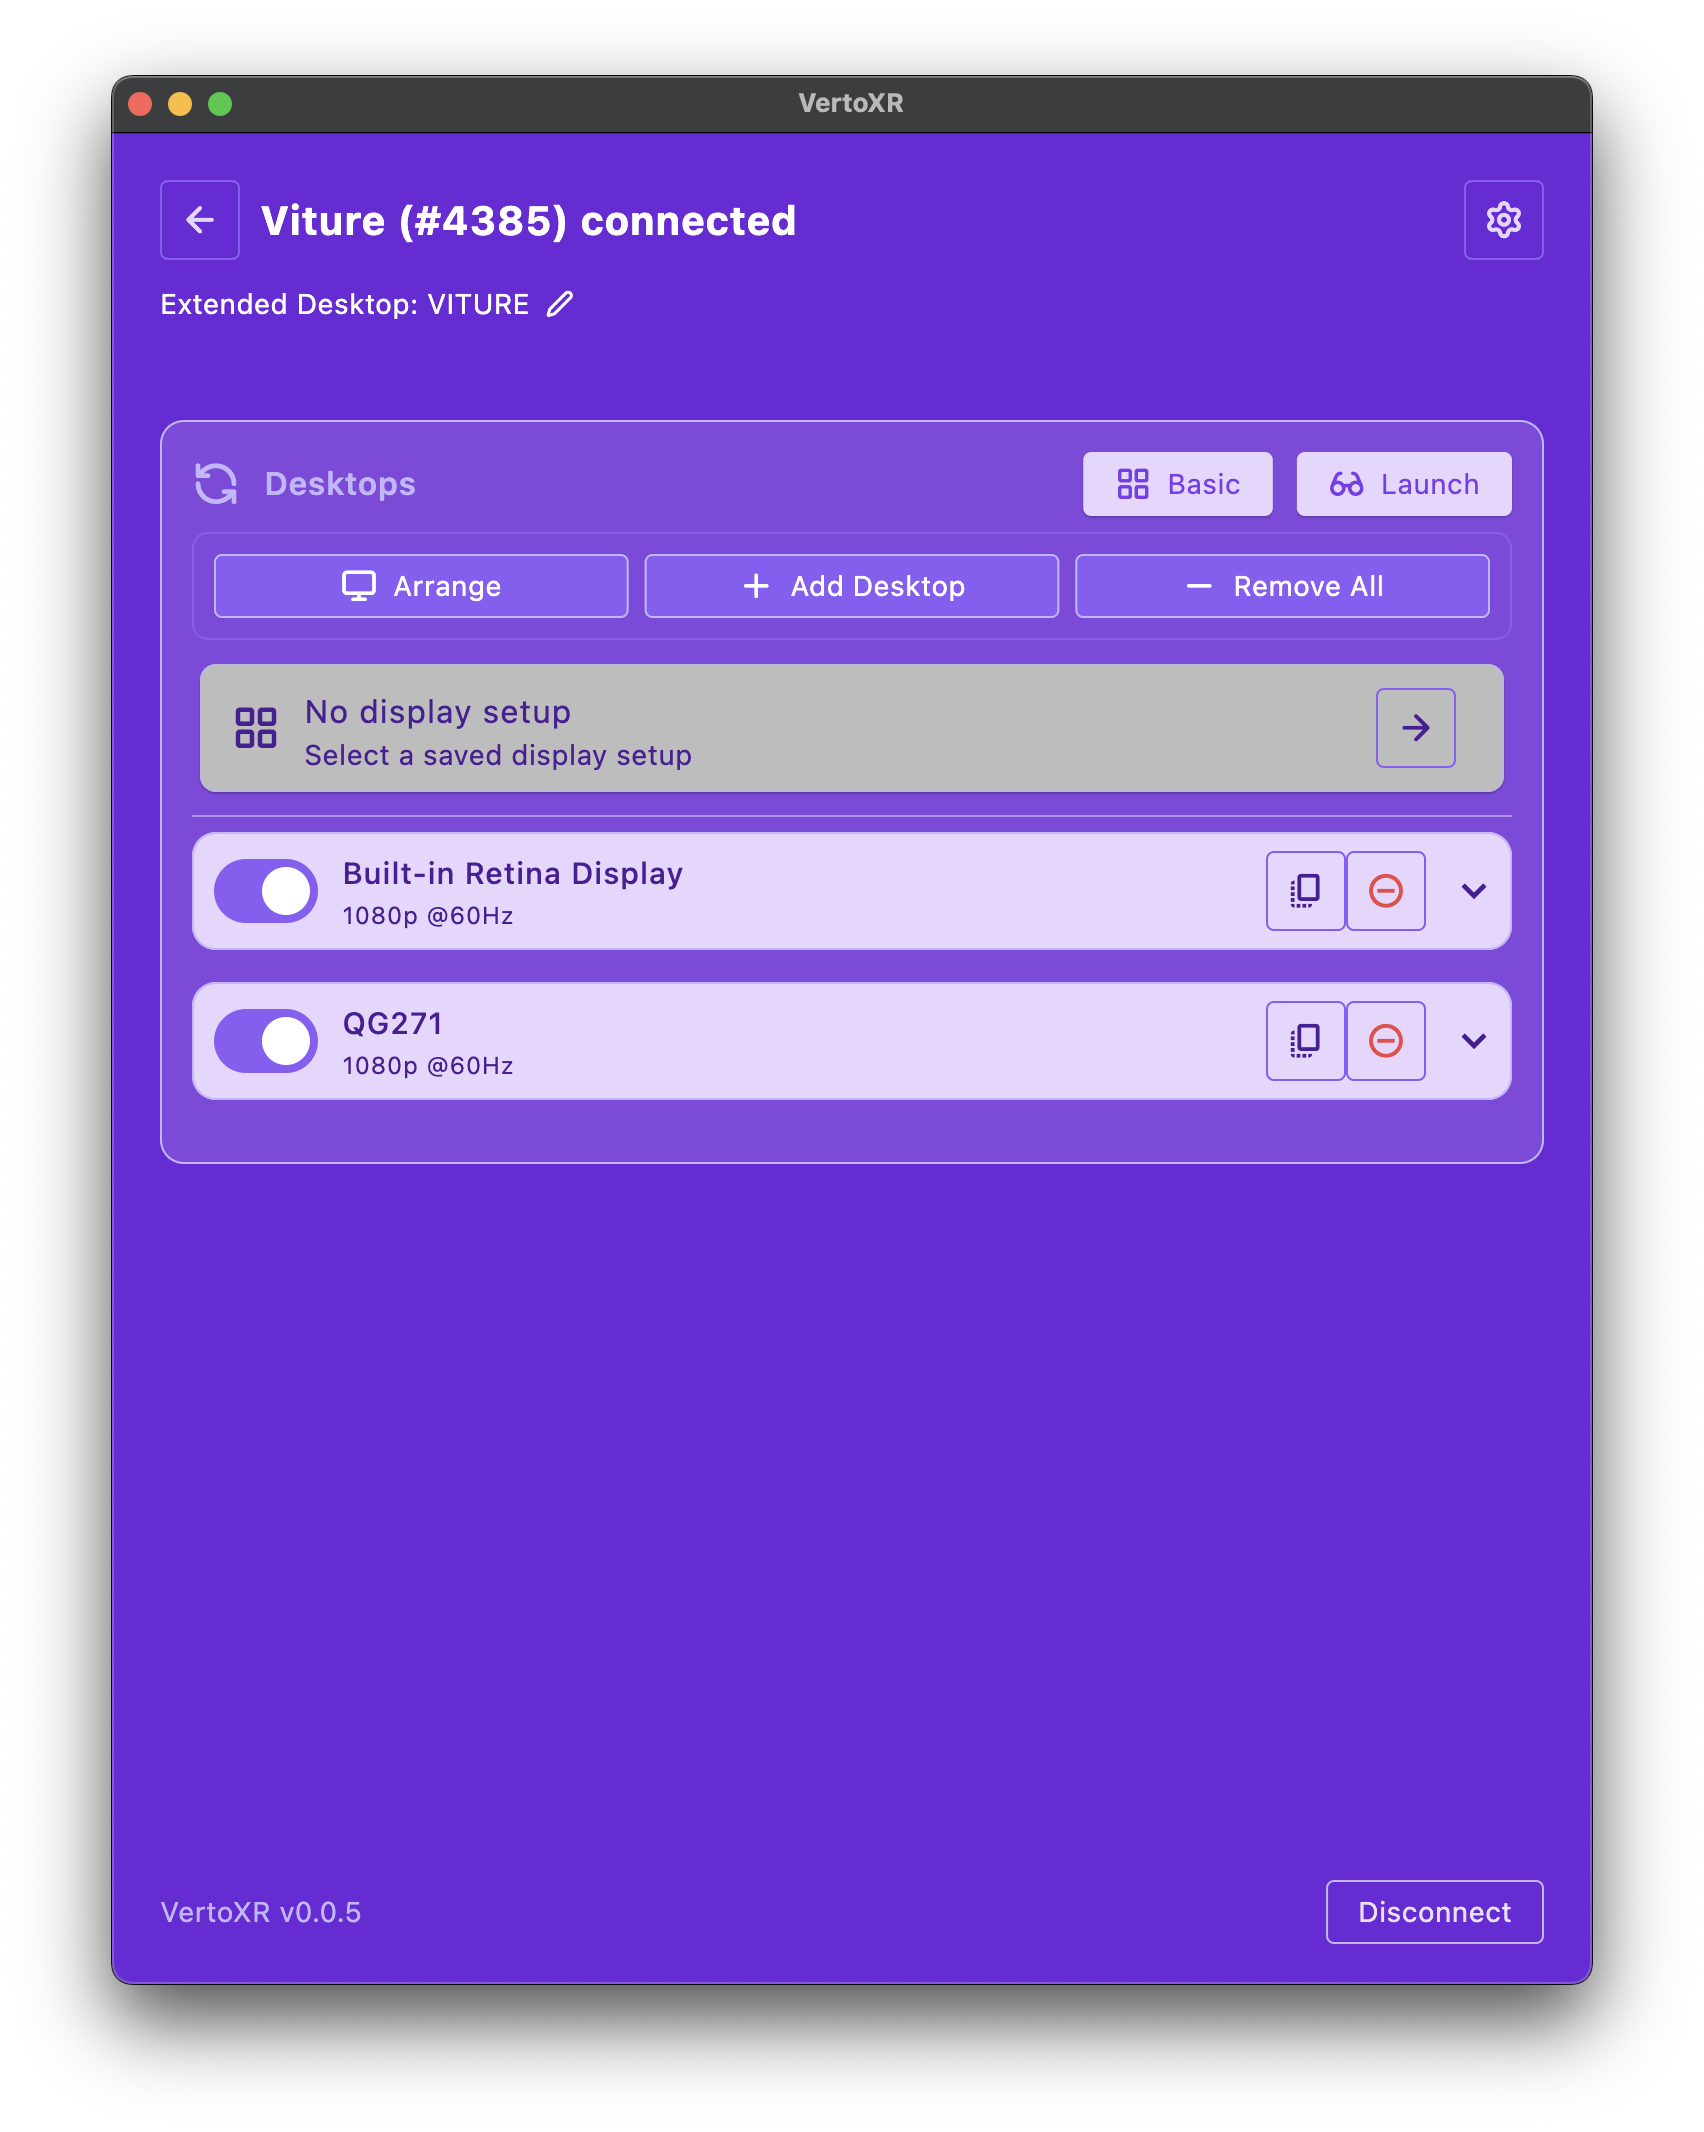 VertoXR
Viture (#4385) connected
Extended Desktop: VITURE
Desktops
Basic
Launch
Arrange
Add Desktop
Remove All
No display setup
Select a saved display setup
Built-in Retina Display
1080p @60Hz
QG271
1080p @60Hz
VertoXR v0.0.5
Disconnect